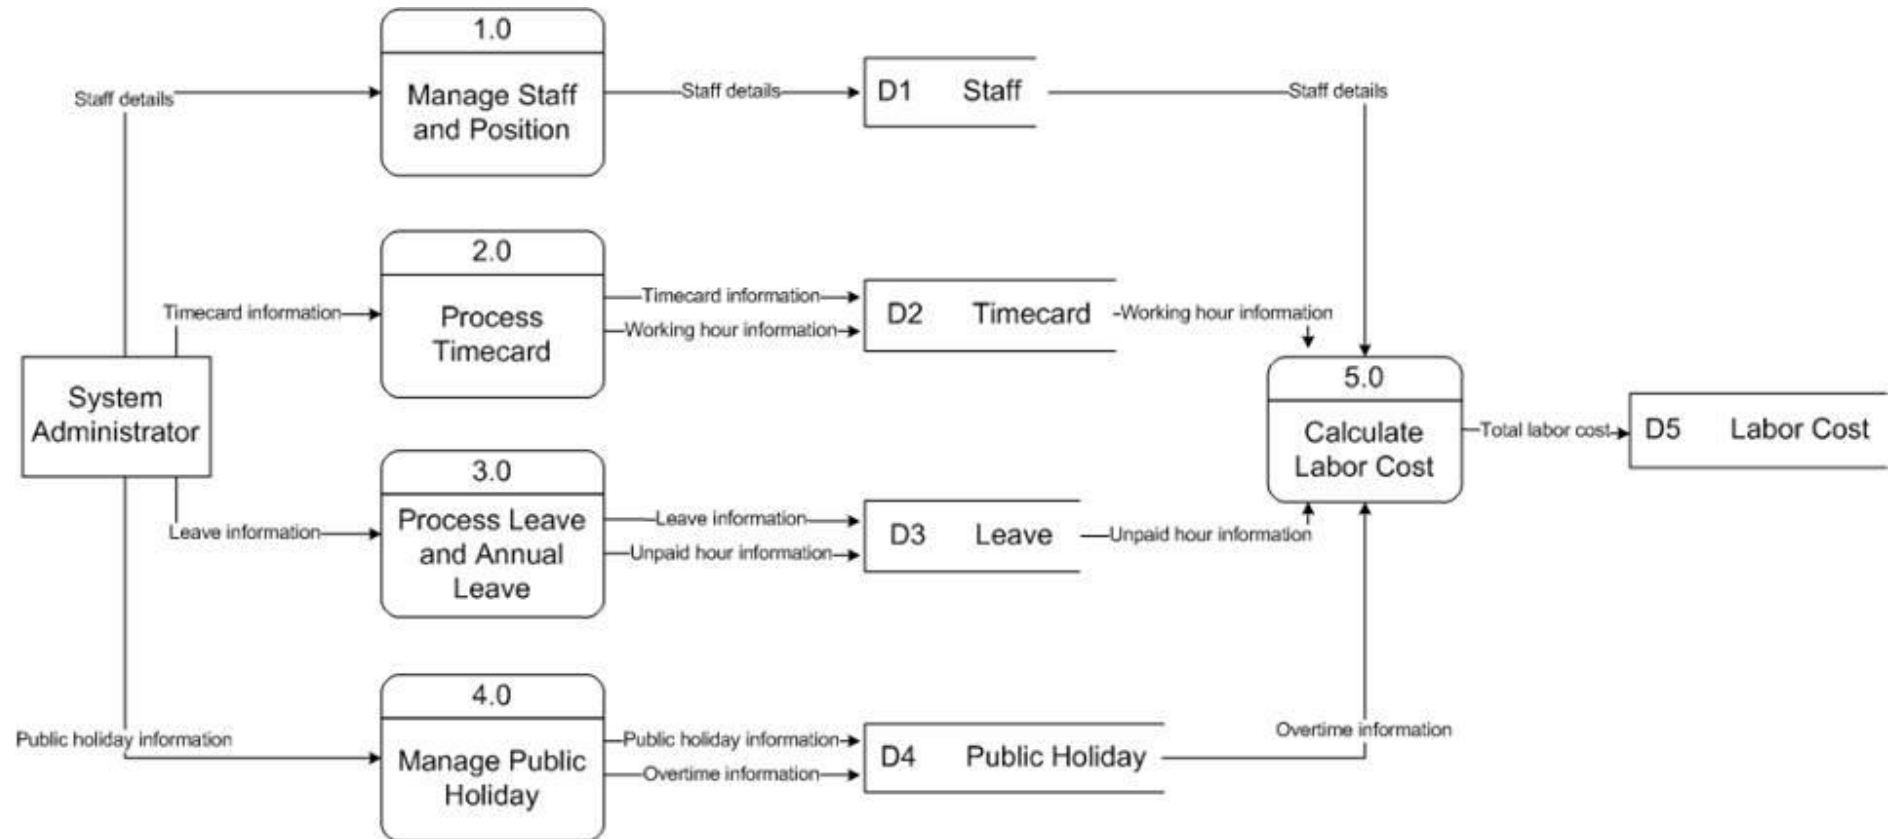 1.0
Staff details
Manage Staff
and Position
Staff details
D1 Staff
Staff details
2.0
Timecard information
Process
Timecard
Timecard information
Working hour information
D2 Timecard
Working hour information
System
Administrator
5.0
Calculate
Labor Cost
Total labor cost
D5 Labor Cost
3.0
Leave information
Process Leave
and Annual
Leave
Leave information
Unpaid hour information
D3 Leave
Unpaid hour information
4.0
Public holiday information
Manage Public
Holiday
Public holiday information
Overtime information
D4 Public Holiday
Overtime information